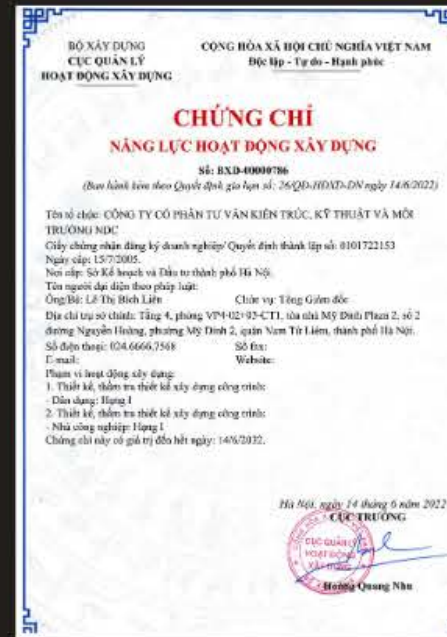 BỘ XÂY DỰNG
CỤC QUẢN LÝ
HOẠT ĐỘNG XÂY DỰNG
CỘNG HÒA XÃ HỘI CHỦ NGHĨA VIỆT NAM
Độc lập - Tự do - Hạnh phúc
CHỨNG CHỈ
NĂNG LỰC HOẠT ĐỘNG XÂY DỰNG
Số: BXD-00000786
(Ban hành kèm theo Quyết định gia hạn số: 26/QĐ-HĐXD-DN ngày 14/6/2022)
Tên tổ chức: CÔNG TY CỔ PHẦN TƯ VẤN KIẾN TRÚC, KỸ THUẬT VÀ MÔI
TRƯỜNG NDC
Giấy chứng nhận đăng ký doanh nghiệp/ Quyết định thành lập số: 0101722153
Ngày cấp: 15/7/2005.
Nơi cấp: Sở Kế hoạch và Đầu tư thành phố Hà Nội.
Tên người đại diện theo pháp luật:
Ông/Bà: Lê Thị Bích Liên Chức vụ: Tổng Giám đốc
Địa chỉ trụ sở chính: Tầng 4, phòng VP4-02+03-CT1, tòa nhà Mỹ Đình Plaza 2, số 2
đường Nguyễn Hoàng, phường Mỹ Đình 2, quận Nam Từ Liêm, thành phố Hà Nội.
Số điện thoại: 024.6666.7568 Số fax:
E-mail: Website:
Phạm vi hoạt động xây dựng:
1. Thiết kế, thẩm tra thiết kế xây dựng công trình:
- Dân dụng: Hạng I
2. Thiết kế, thẩm tra thiết kế xây dựng công trình:
- Nhà công nghiệp: Hạng I
Chứng chỉ này có giá trị đến hết ngày: 14/6/2032.
Hà Nội, ngày 14 tháng 6 năm 2022
CỤC TRƯỞNG
CỤC QUẢN LÝ
HOẠT ĐỘNG
XÂY DỰNG
Hoàng Quang Nhu